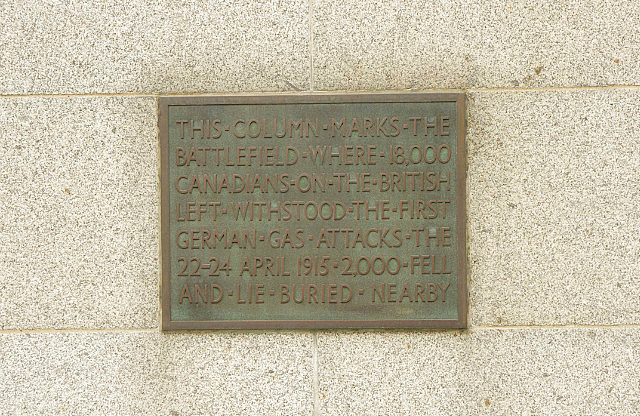 THIS·COLUMN·MARKS·THE
BATTLEFIELD·WHERE·18,000
CANADIANS·ON·THE·BRITISH
LEFT·WITHSTOOD·THE·FIRST
GERMAN·GAS·ATTACKS·THE
22-24 APRIL 1915·2,000·FELL
AND·LIE·BURIED·NEARBY